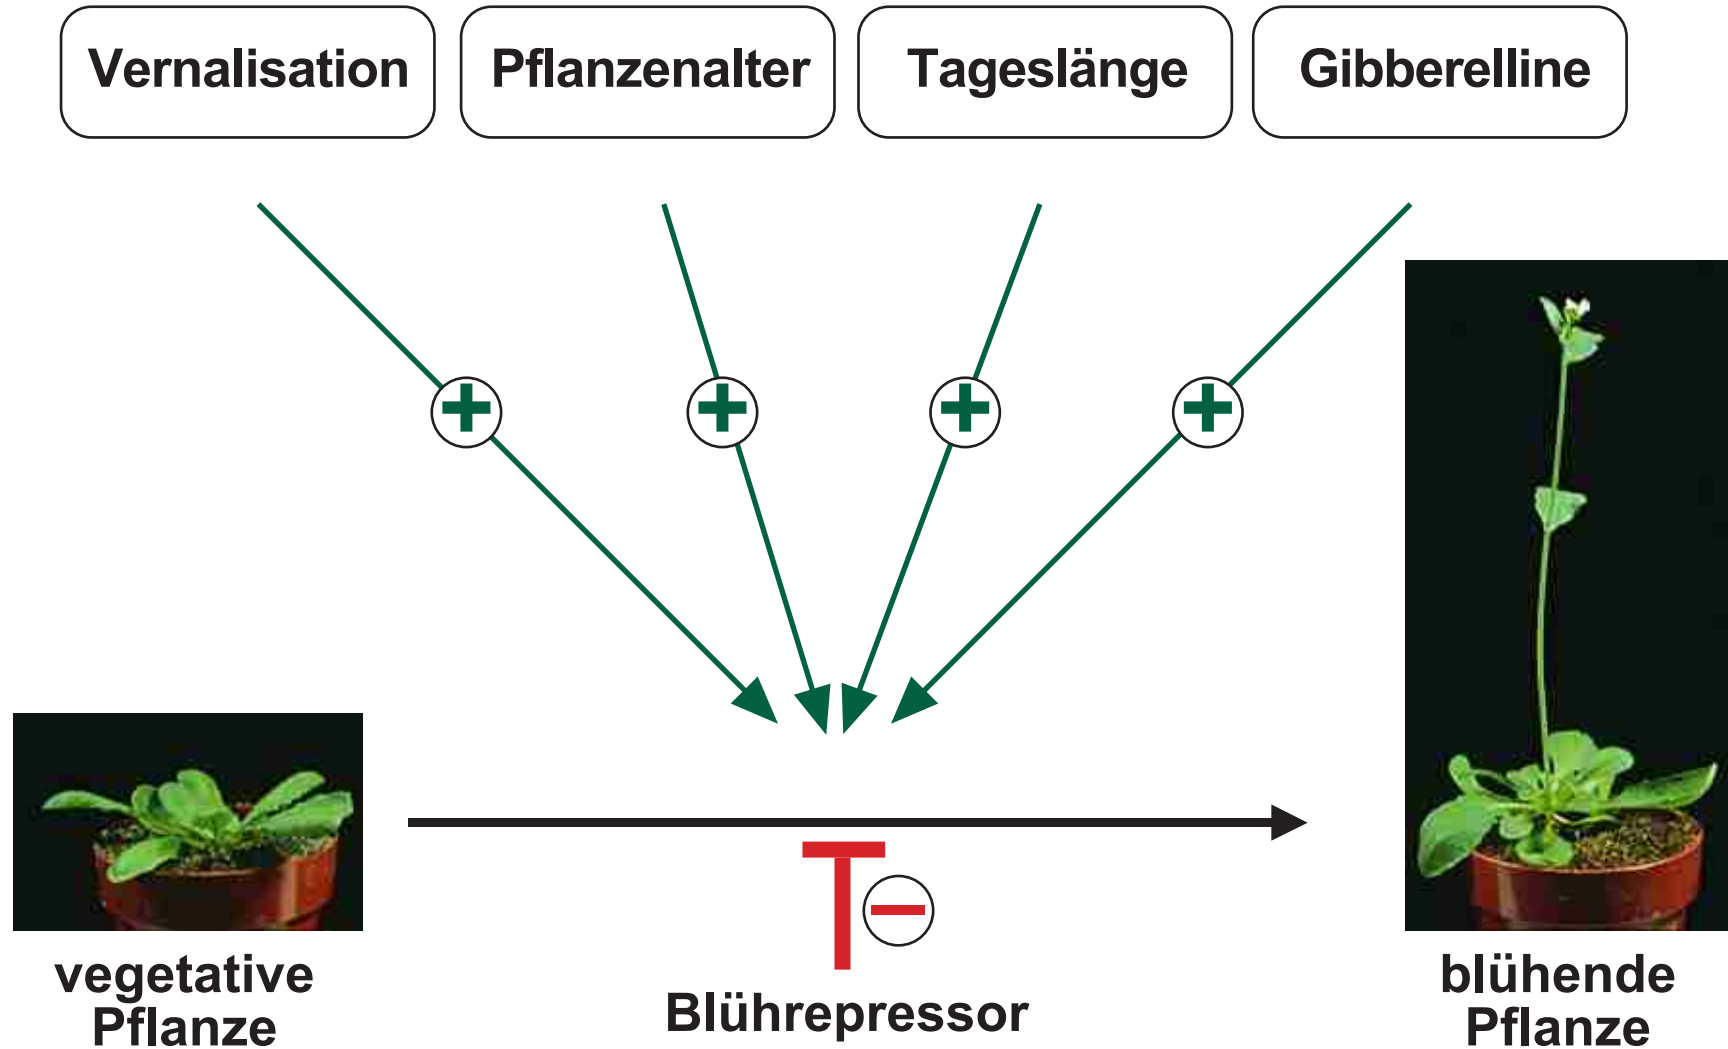 Vernalisation
Pflanzenalter
Tageslänge
Gibberelline
vegetative
Pflanze
Blührepressor
blühende
Pflanze